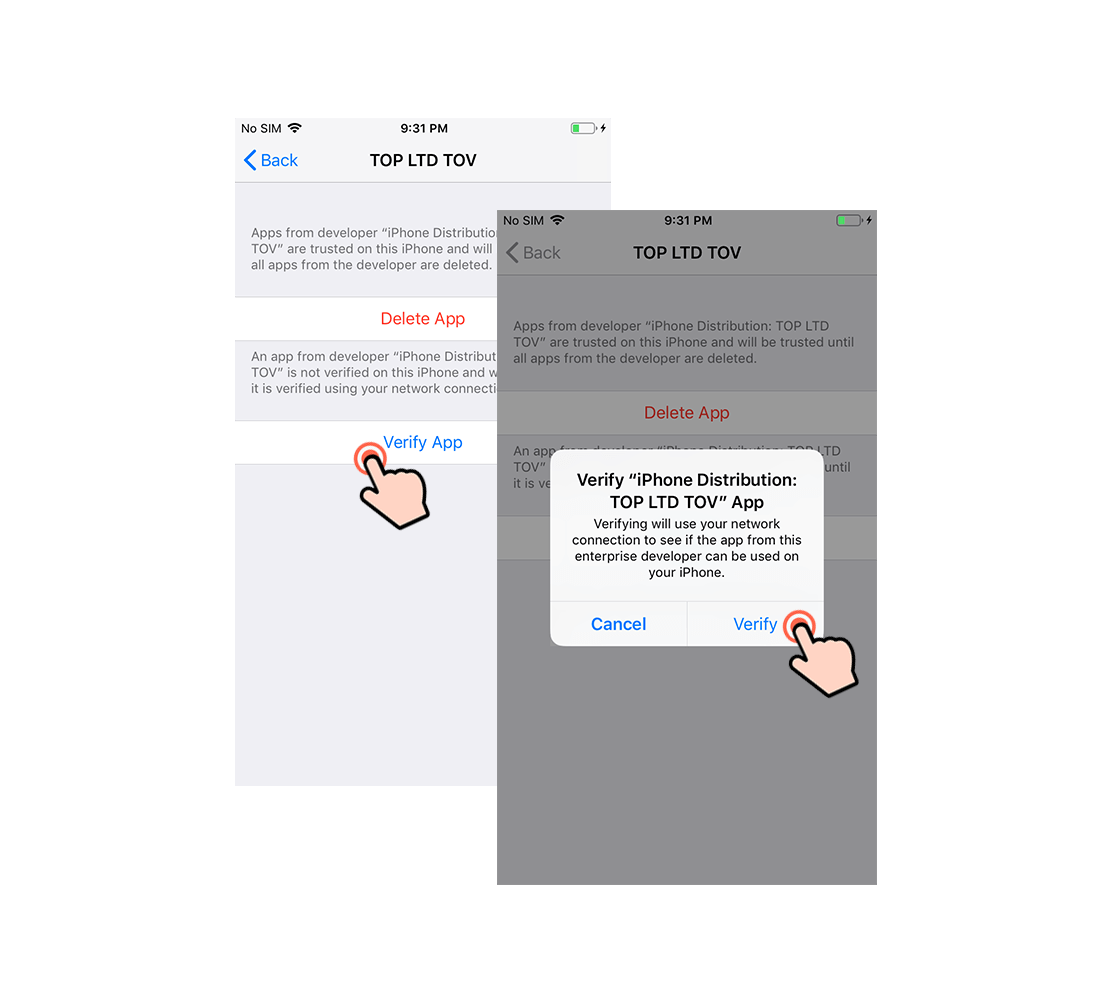 No SIM
9:31 PM
Back
TOP LTD TOV
Apps from developer “iPhone Distributio
TOV” are trusted on this iPhone and will
all apps from the developer are deleted.
Delete App
An app from developer “iPhone Distribut
TOV” is not verified on this iPhone and w
it is verified using your network connecti
Verify App
No SIM
9:31 PM
Back
TOP LTD TOV
Apps from developer “iPhone Distribution: TOP LTD
TOV” are trusted on this iPhone and will be trusted until
all apps from the developer are deleted.
Delete App
An app from developer “iPhone Distribution: TOP LTD
TOV” until
it is ve
Verify “iPhone Distribution:
TOP LTD TOV” App
Verifying will use your network
connection to see if the app from this
enterprise developer can be used on
your iPhone.
Cancel
Verify